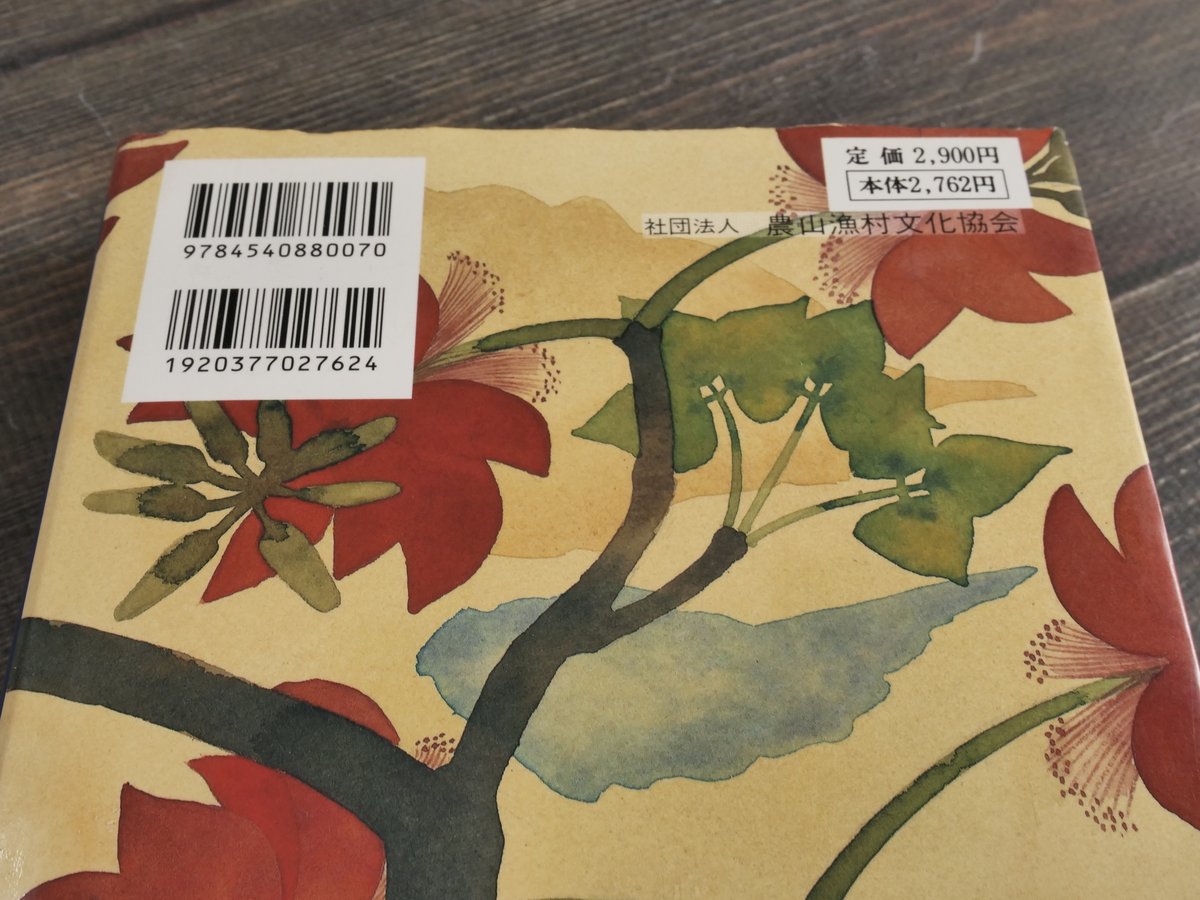 9784540880070
1920377027624
定価 2,900円
本体2,762円
社団法人 農山漁村文化協会